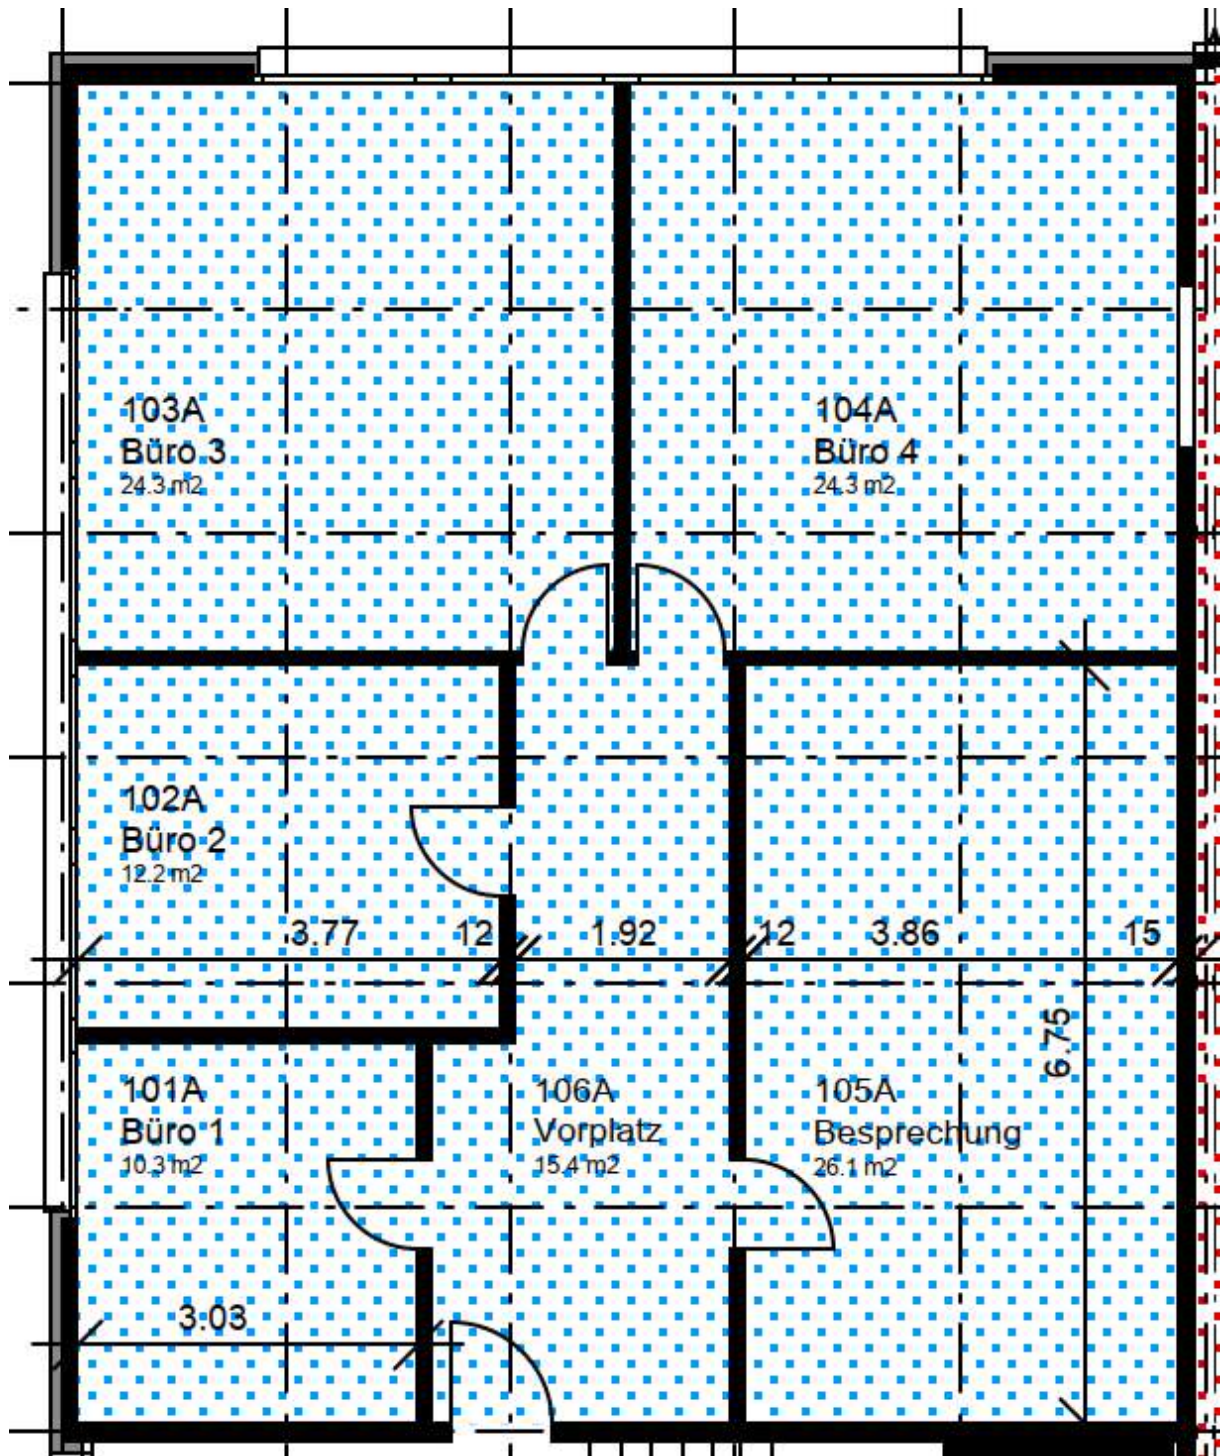 103A
Büro 3
24.3 m2
104A
Büro 4
24.3 m2
102A
Büro 2
12.2 m2
3.77
12
1.92
12
3.86
15
6.75
101A
Büro 1
10.3 m2
106A
Vorplatz
15.4 m2
105A
Besprechung
26.1 m2
3.03